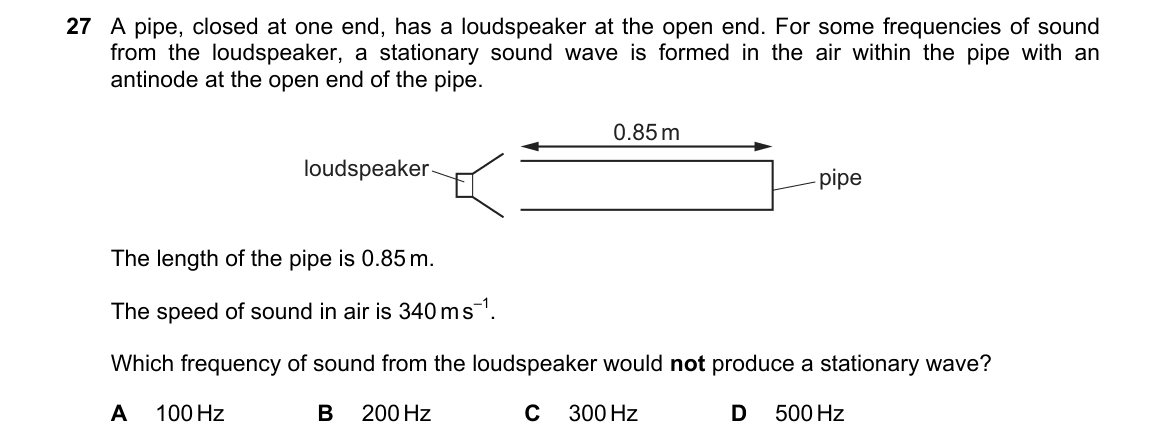 27 A pipe, closed at one end, has a loudspeaker at the open end. For some frequencies of sound
from the loudspeaker, a stationary sound wave is formed in the air within the pipe with an
antinode at the open end of the pipe.
0.85 m
loudspeaker
pipe
The length of the pipe is 0.85 m.
The speed of sound in air is 340 m s⁻¹.
Which frequency of sound from the loudspeaker would not produce a stationary wave?
A 100 Hz B 200 Hz C 300 Hz D 500 Hz